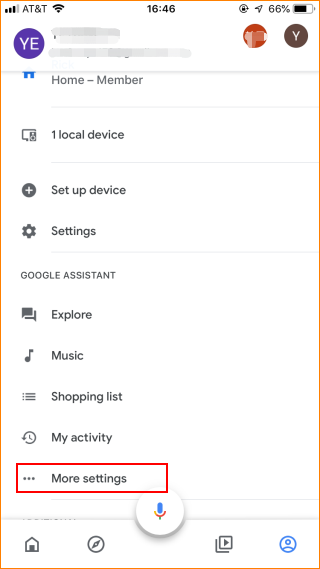 AT&T 16:46 66%
YE
Y
Home – Member
1 local device
Set up device
Settings
GOOGLE ASSISTANT
Explore
Music
Shopping list
My activity
More settings